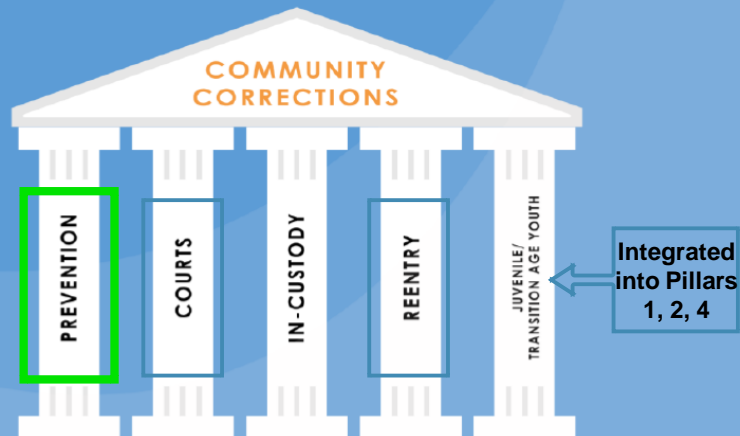 COMMUNITY
CORRECTIONS
PREVENTION
COURTS
IN-CUSTODY
REENTRY
JUVENILE/
TRANSITION AGE YOUTH
Integrated
into Pillars
1, 2, 4